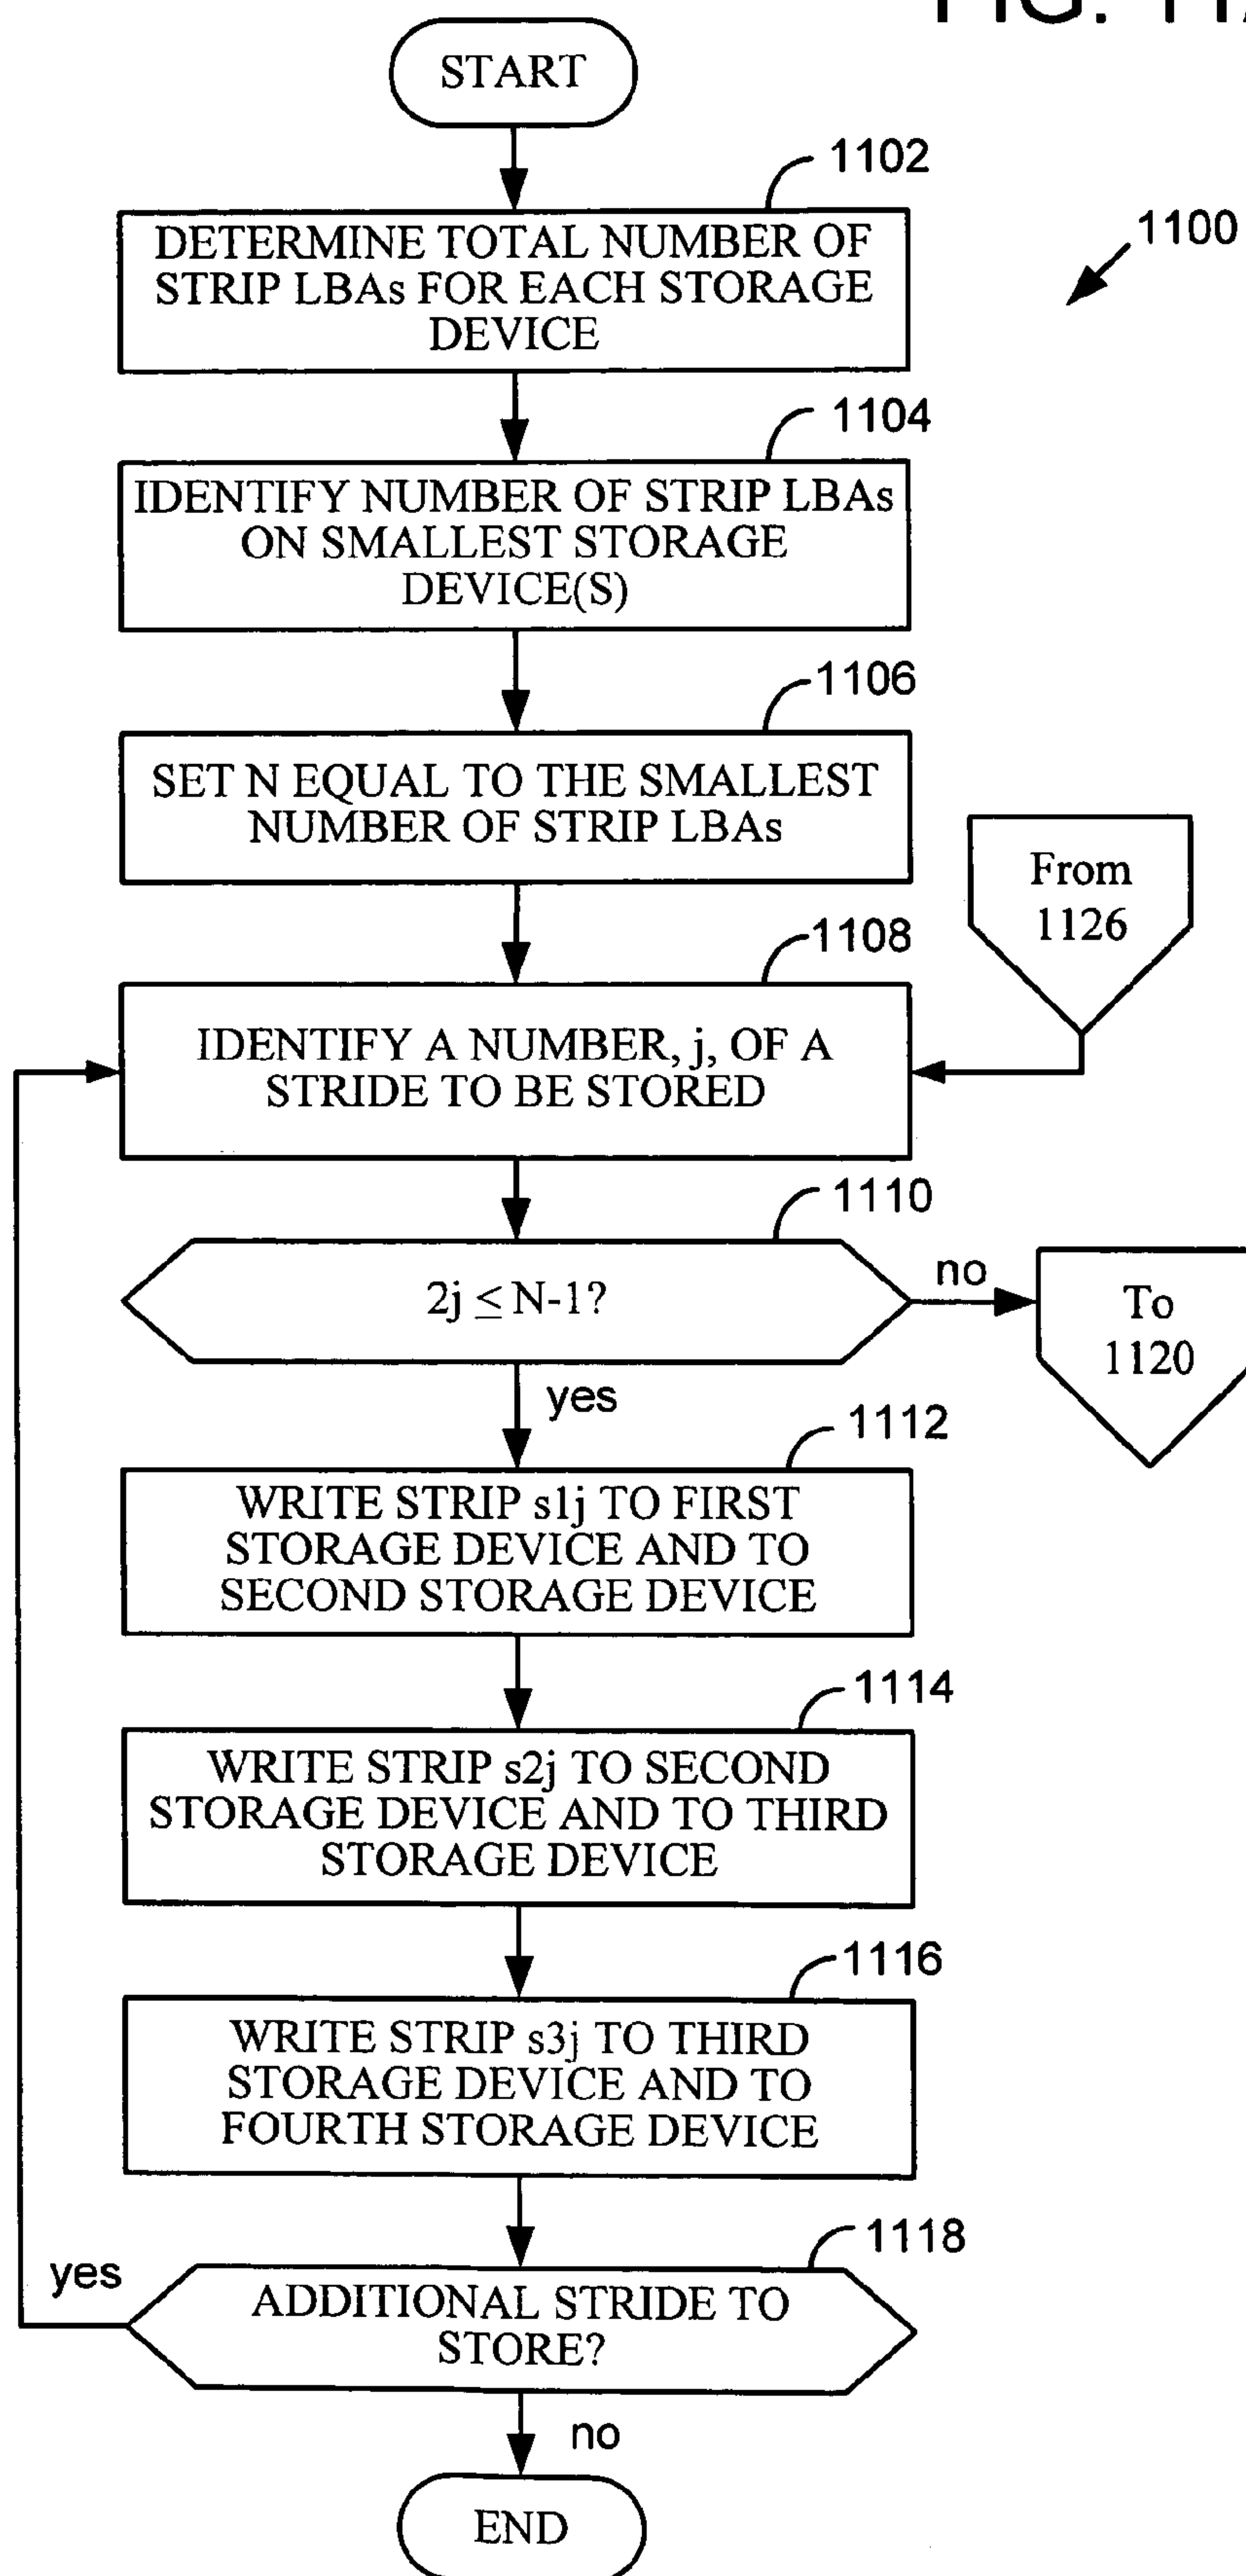 FIG. 11
START
1102
1100
DETERMINE TOTAL NUMBER OF
STRIP LBAs FOR EACH STORAGE
DEVICE
1104
IDENTIFY NUMBER OF STRIP LBAs
ON SMALLEST STORAGE
DEVICE(S)
1106
SET N EQUAL TO THE SMALLEST
NUMBER OF STRIP LBAs
From
1126
1108
IDENTIFY A NUMBER, j, OF A
STRIDE TO BE STORED
1110
2j ≤ N-1?
no
To
1120
yes
1112
WRITE STRIP s1j TO FIRST
STORAGE DEVICE AND TO
SECOND STORAGE DEVICE
1114
WRITE STRIP s2j TO SECOND
STORAGE DEVICE AND TO THIRD
STORAGE DEVICE
1116
WRITE STRIP s3j TO THIRD
STORAGE DEVICE AND TO
FOURTH STORAGE DEVICE
1118
yes
ADDITIONAL STRIDE TO
STORE?
no
END